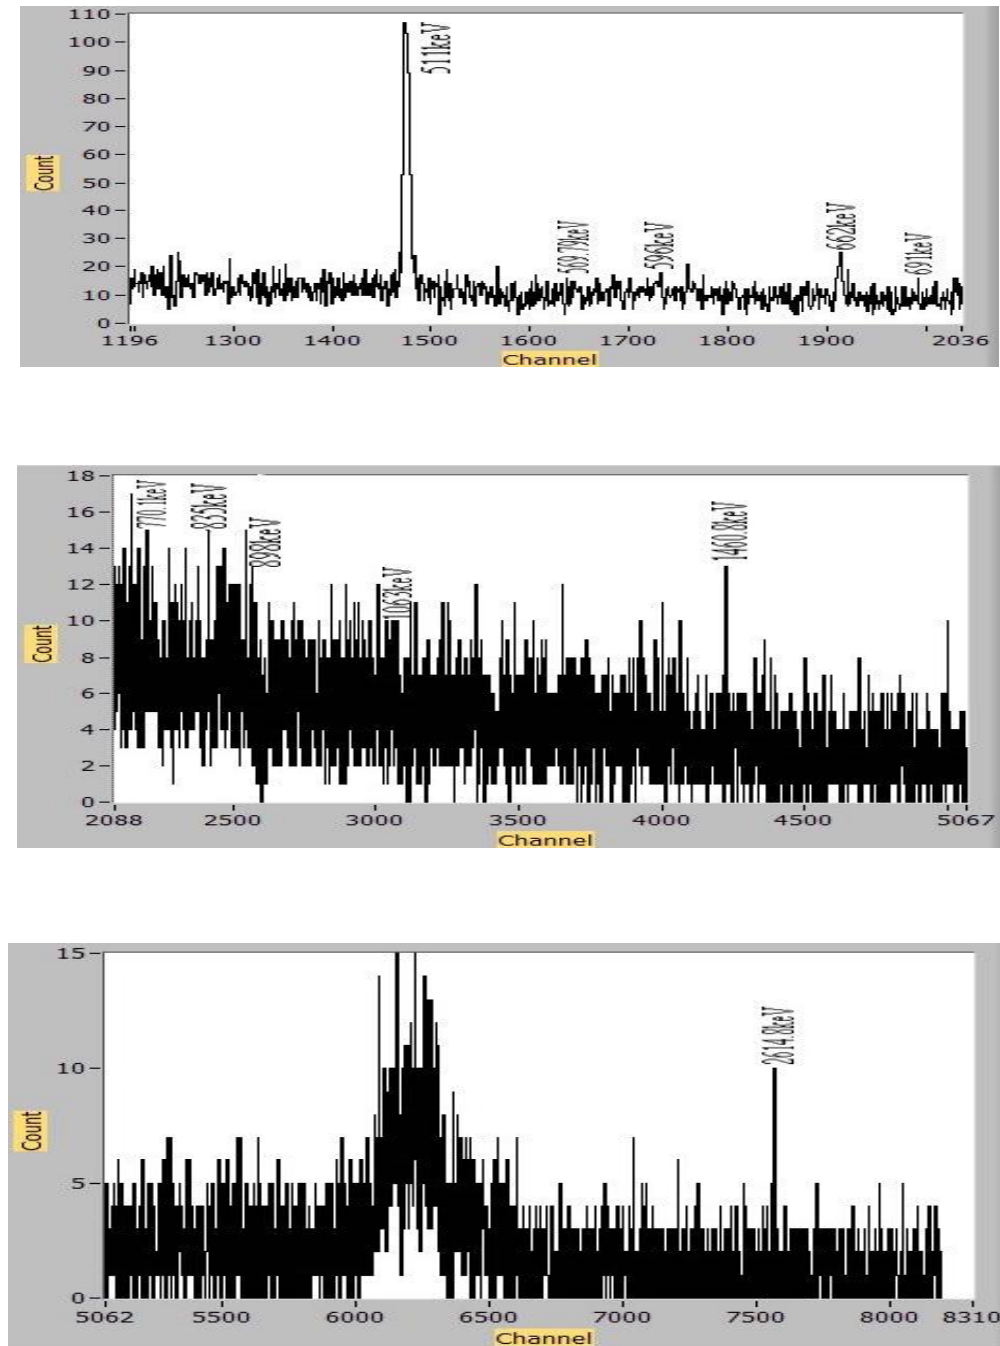 110
100
90
80
70
60
50
40
30
20
10
0
Count
511keV
569.79keV
596keV
662keV
691keV
1196 1300 1400 1500 1600 1700 1800 1900 2036
Channel
18
16
14
12
10
8
6
4
2
0
Count
770.1keV
835keV
898keV
1063keV
1460.8keV
2088 2500 3000 3500 4000 4500 5067
Channel
15
10
5
0
Count
2614.8keV
5062 5500 6000 6500 7000 7500 8000 8310
Channel